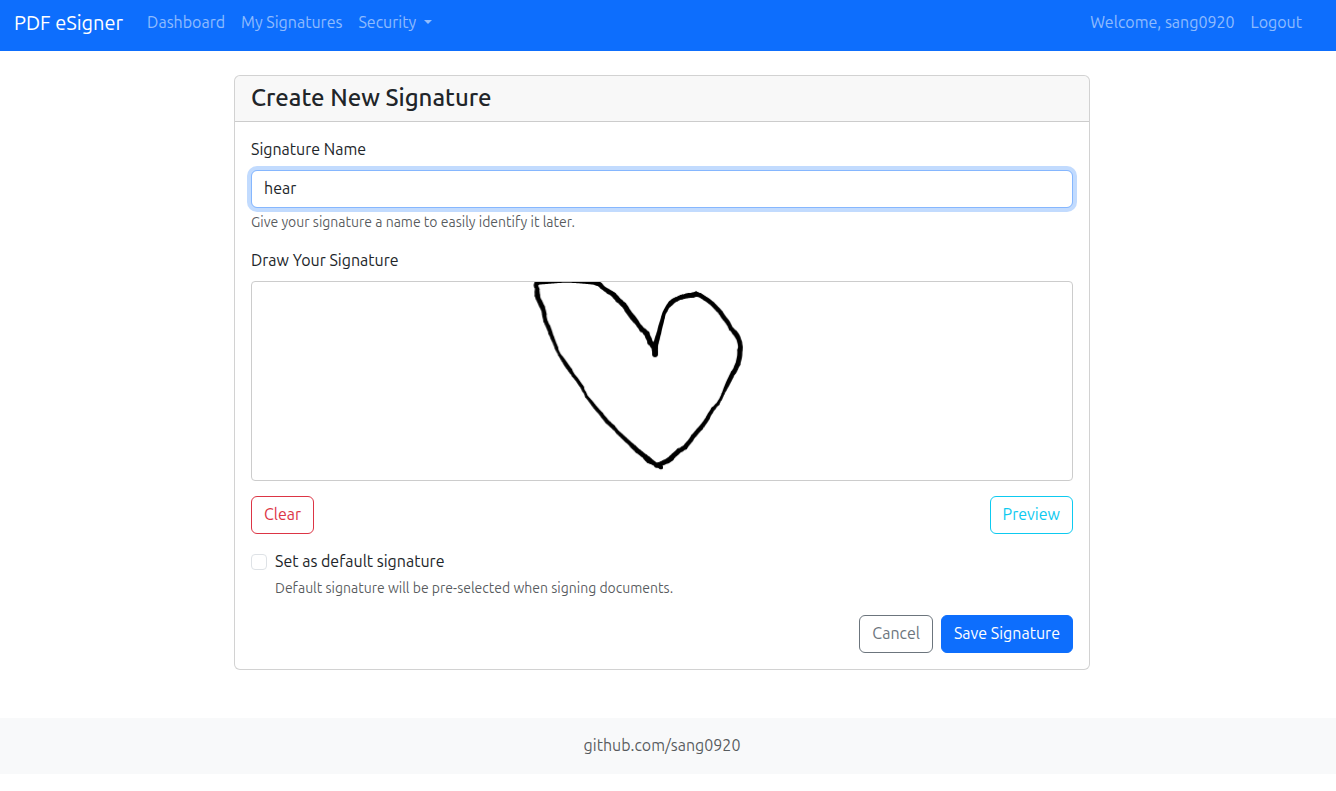 PDF eSigner Dashboard My Signatures Security Welcome, sang0920 Logout
Create New Signature
Signature Name
hear
Give your signature a name to easily identify it later.
Draw Your Signature
Clear Preview
Set as default signature
Default signature will be pre-selected when signing documents.
Cancel Save Signature
github.com/sang0920